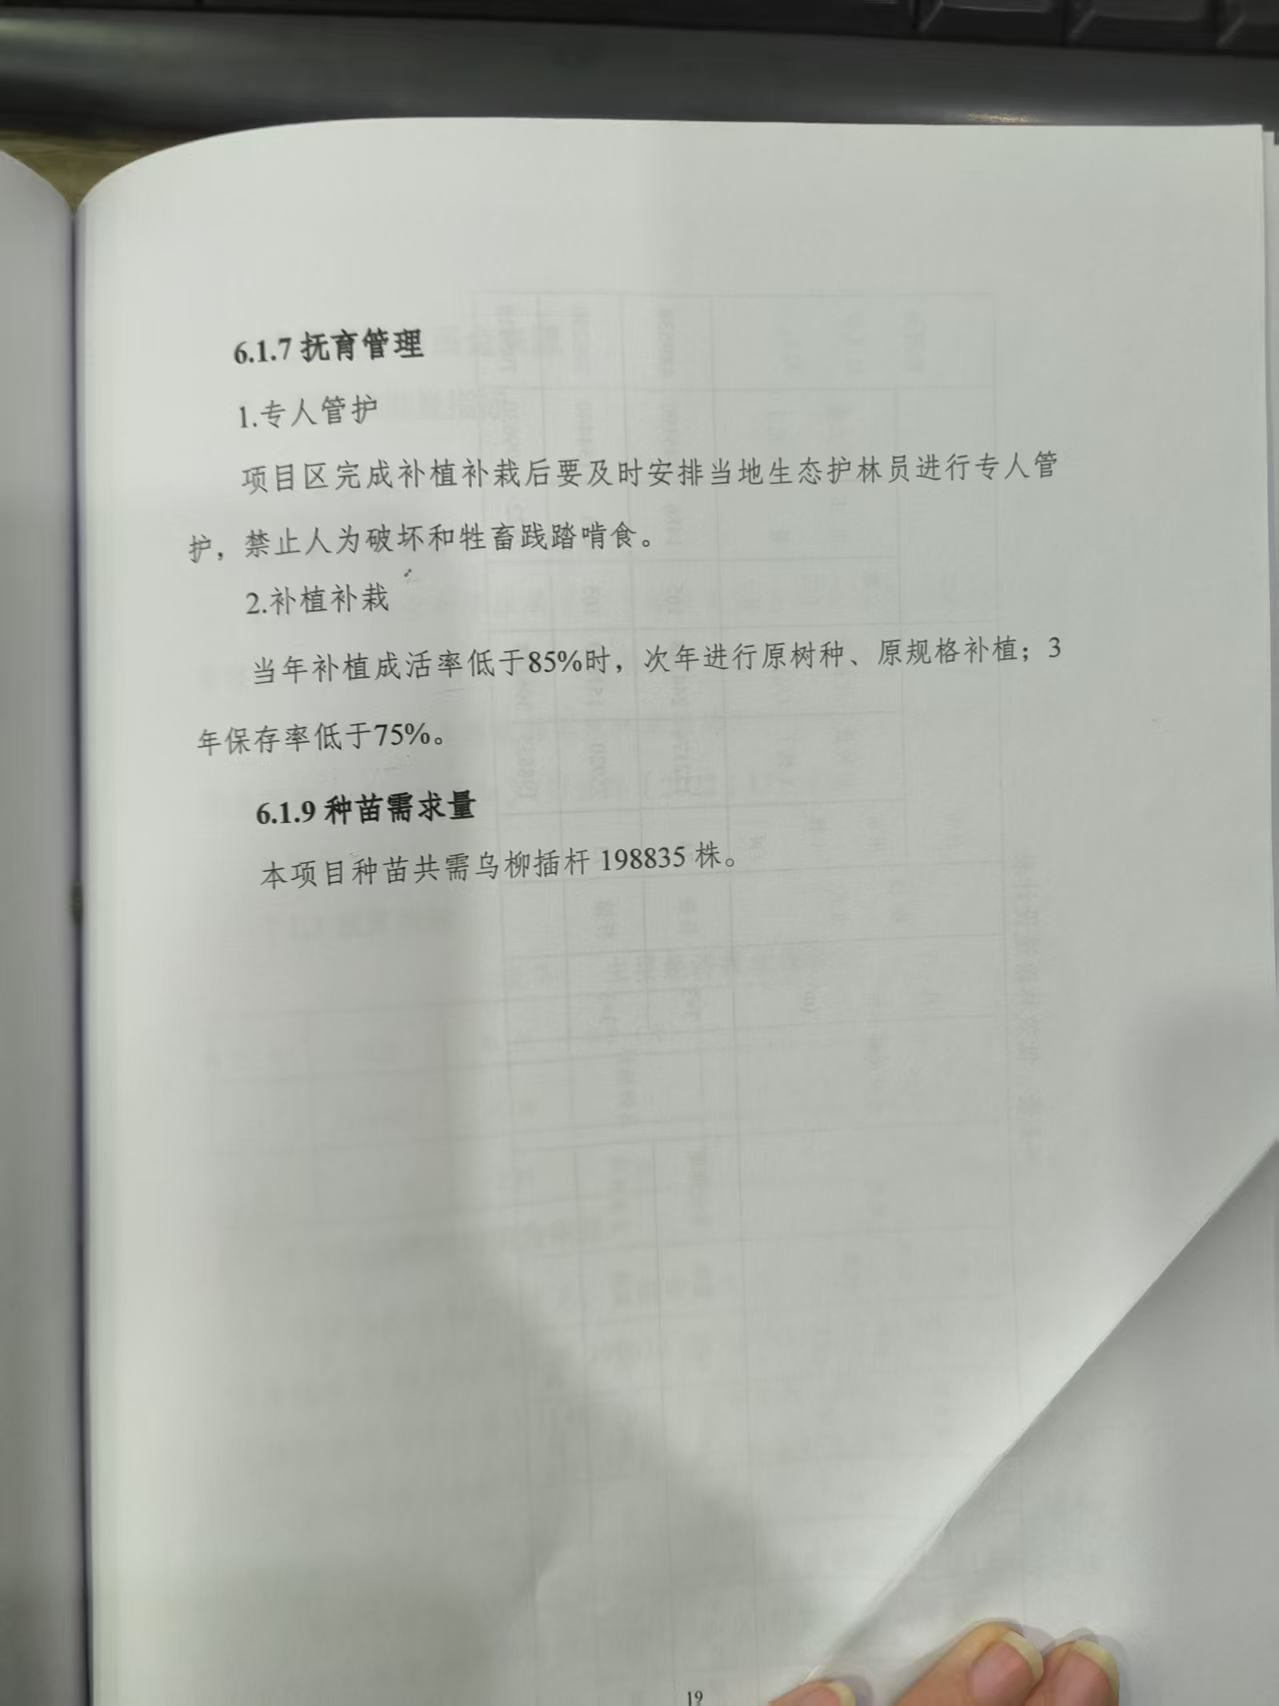 6.1.7 抚育管理
1.专人管护
项目区完成补植补栽后要及时安排当地生态护林员进行专人管
护，禁止人为破坏和牲畜践踏啃食。
2.补植补栽
当年补植成活率低于85%时，次年进行原树种、原规格补植；3
年保存率低于75%。
6.1.9 种苗需求量
本项目种苗共需乌柳插杆 198835 株。
19